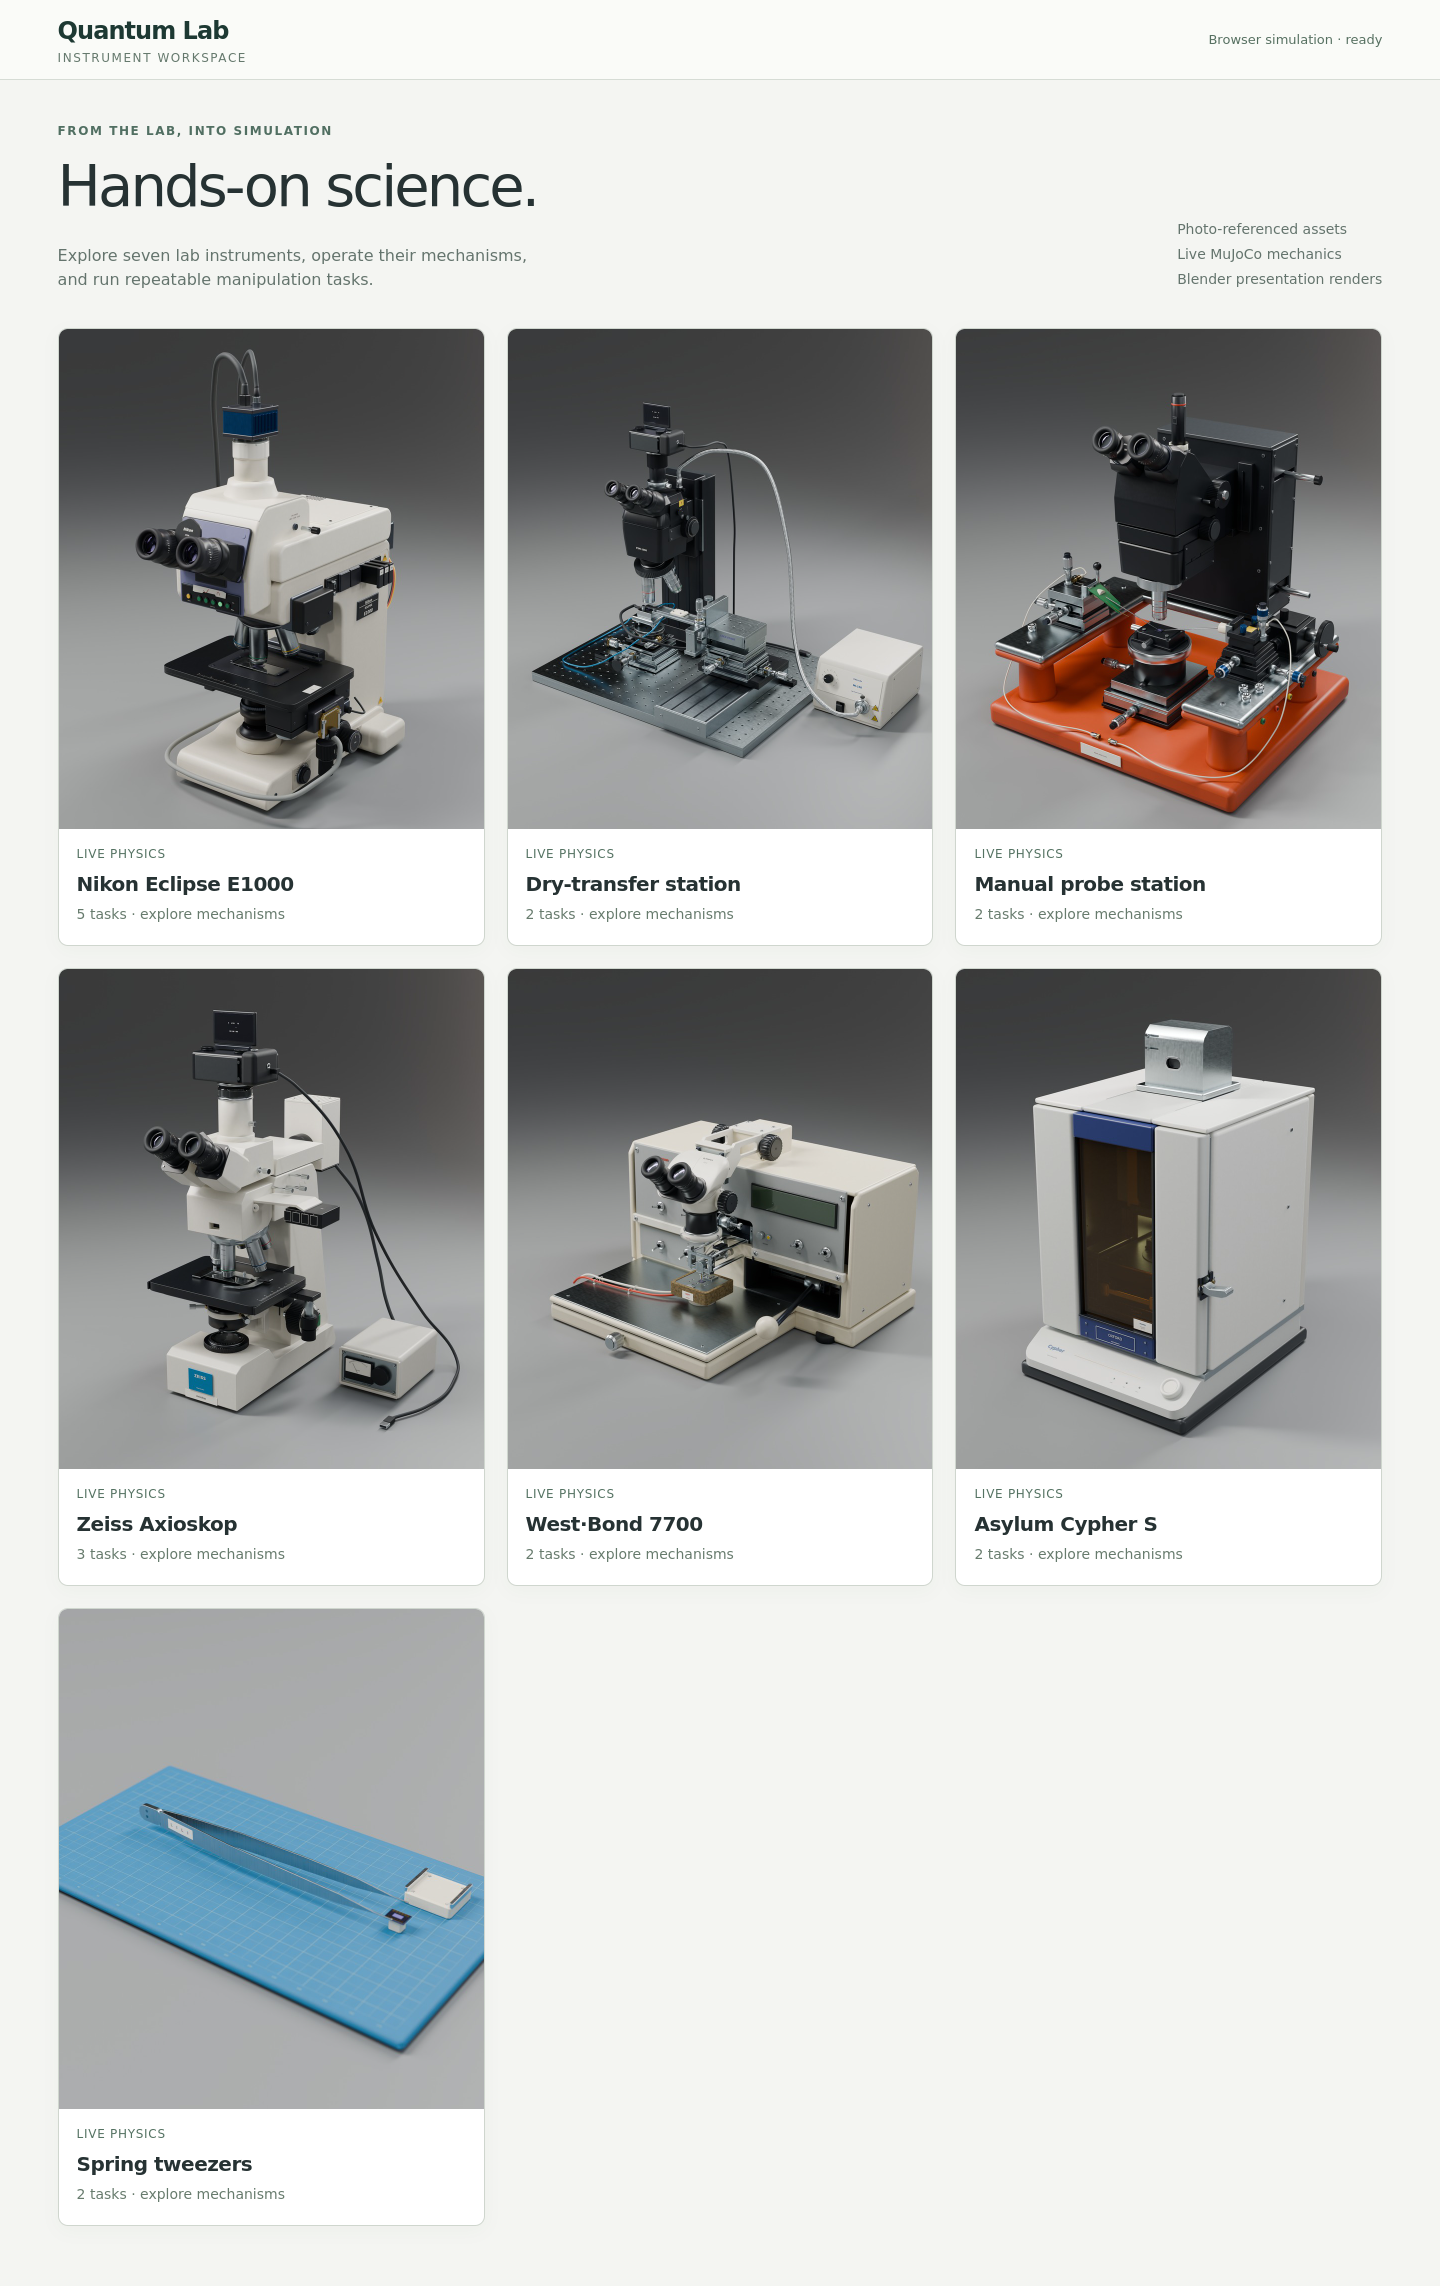 Quantum Lab
INSTRUMENT WORKSPACE
Browser simulation · ready
FROM THE LAB, INTO SIMULATION
Hands-on science.
Explore seven lab instruments, operate their mechanisms,
and run repeatable manipulation tasks.
Photo-referenced assets
Live MuJoCo mechanics
Blender presentation renders
LIVE PHYSICS
Nikon Eclipse E1000
5 tasks · explore mechanisms
LIVE PHYSICS
Dry-transfer station
2 tasks · explore mechanisms
LIVE PHYSICS
Manual probe station
2 tasks · explore mechanisms
ZEISS
LIVE PHYSICS
Zeiss Axioskop
3 tasks · explore mechanisms
LIVE PHYSICS
West·Bond 7700
2 tasks · explore mechanisms
Cypher
LIVE PHYSICS
Asylum Cypher S
2 tasks · explore mechanisms
LIVE PHYSICS
Spring tweezers
2 tasks · explore mechanisms